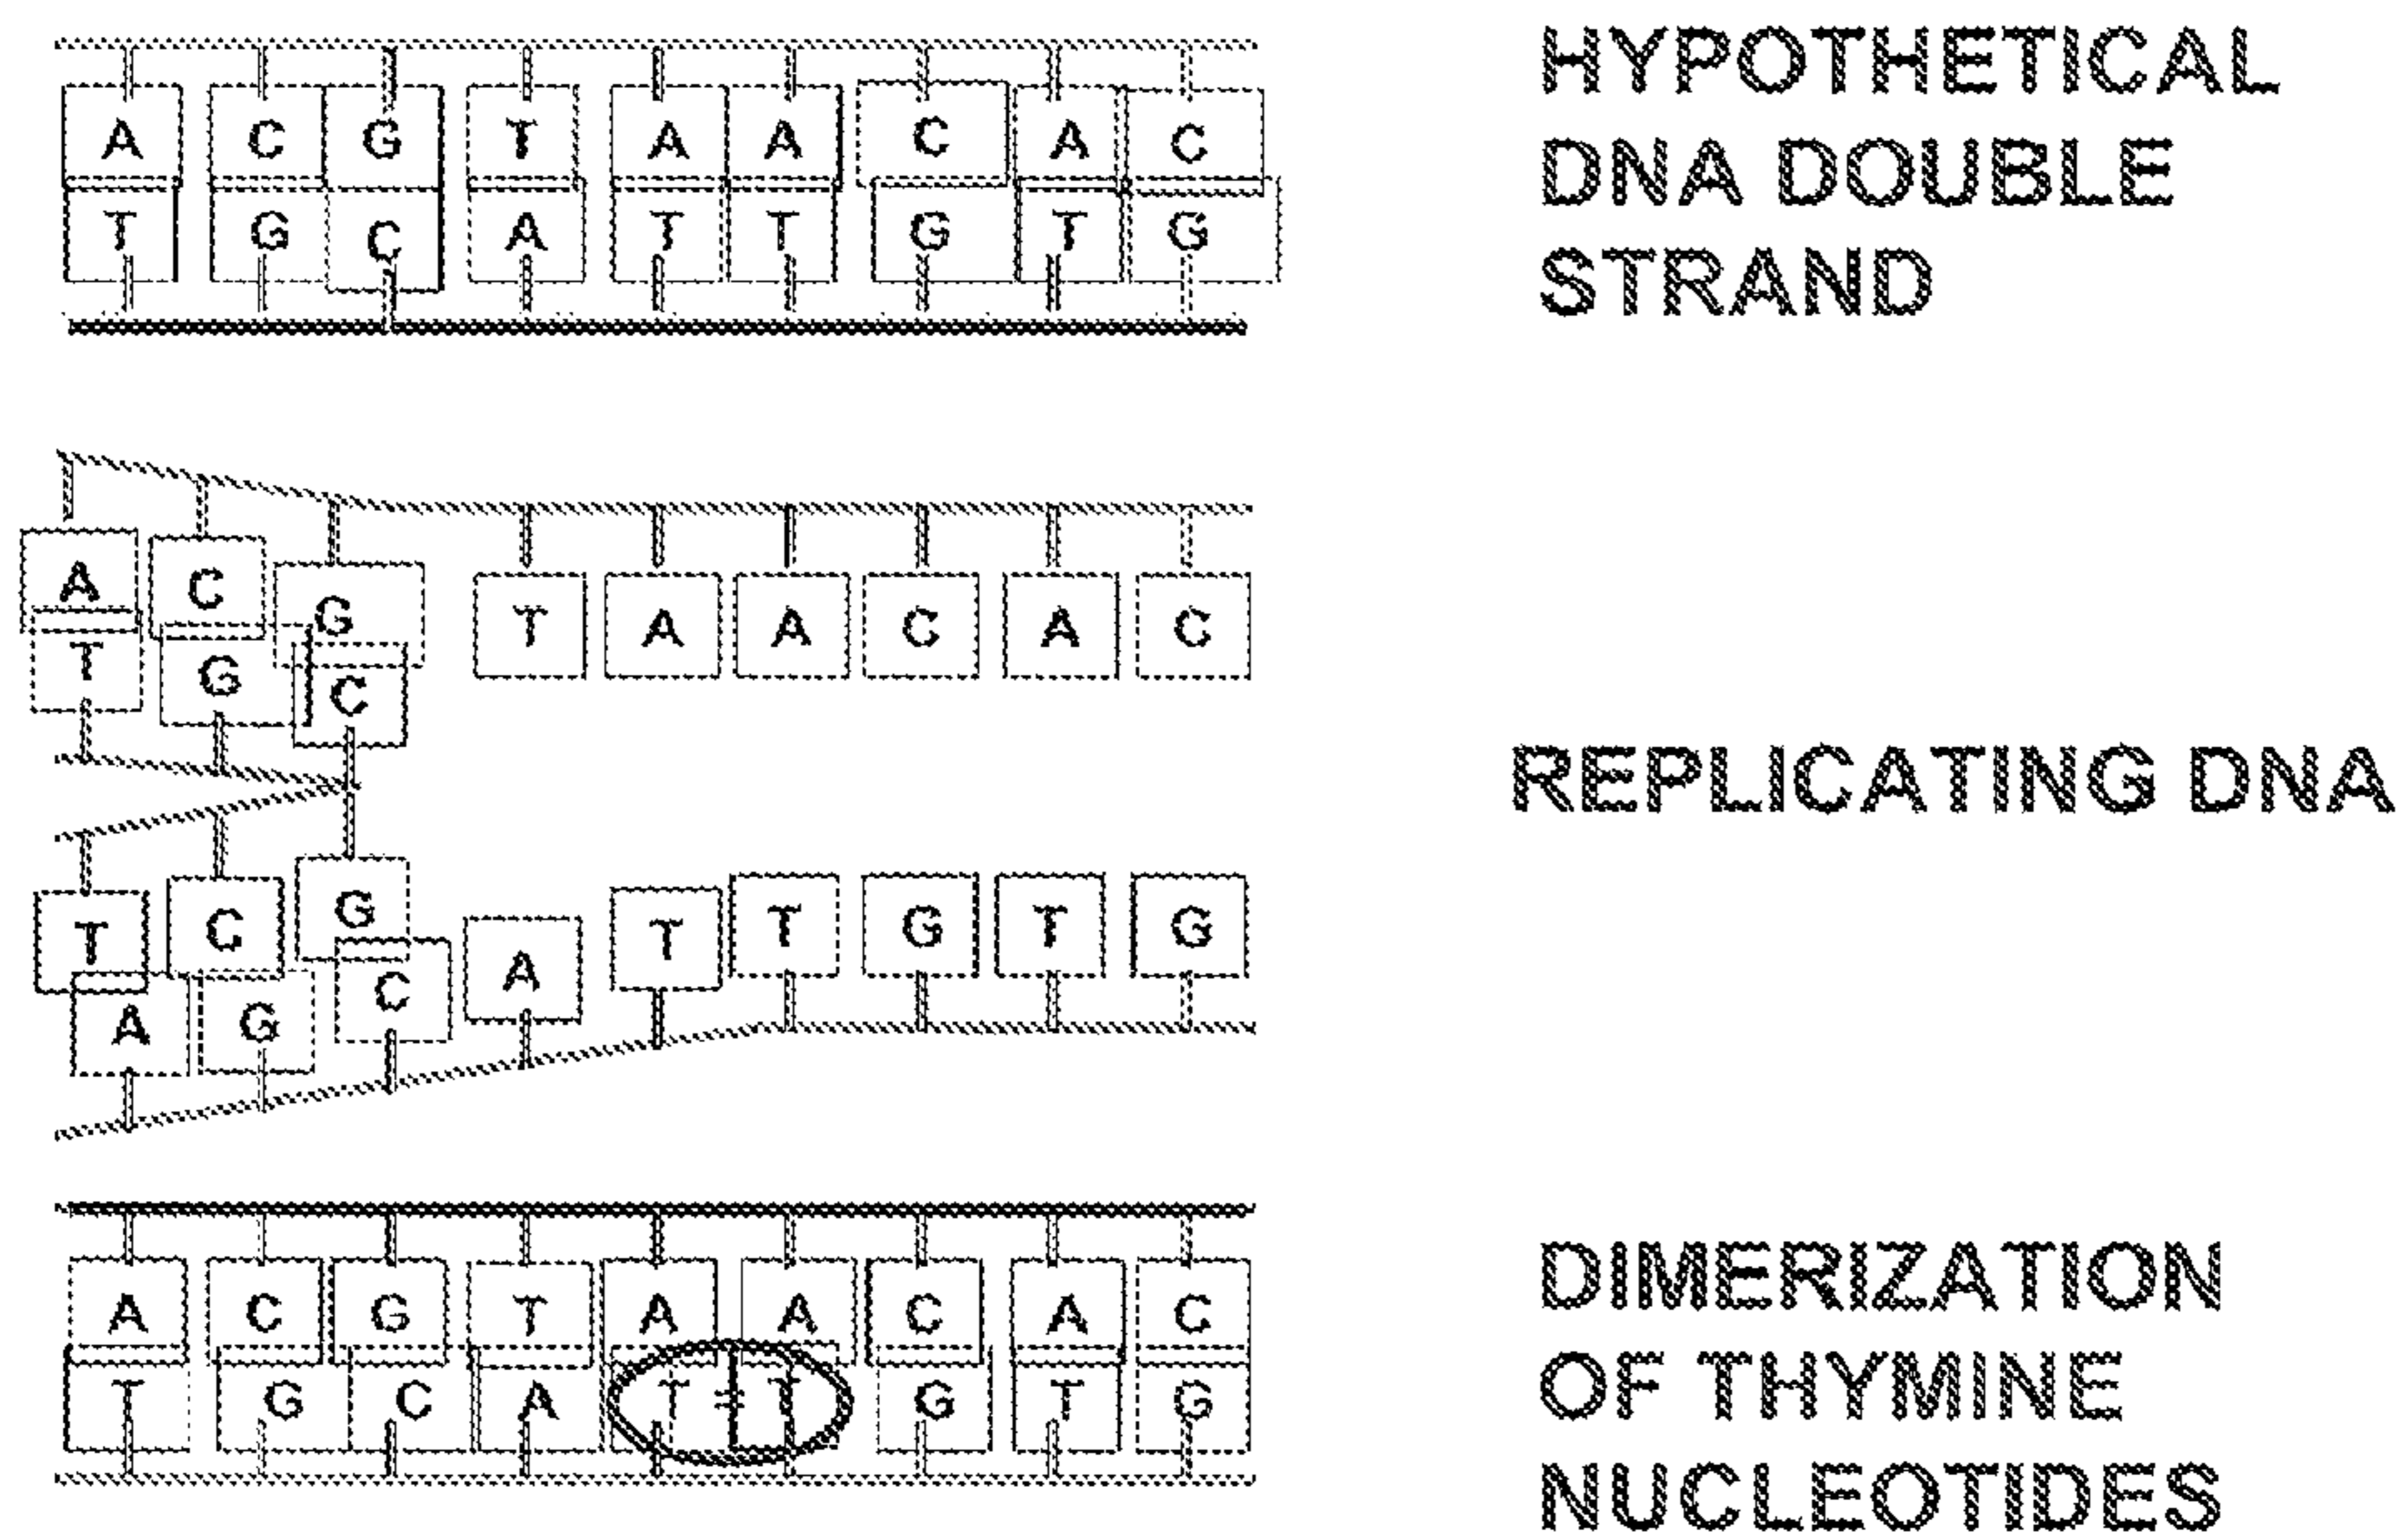 A C G T A A C A C
T G C A T T G T G
HYPOTHETICAL
DNA DOUBLE
STRAND
A C G T A A C A C
T G C
T C G
A G C A T T G T G
REPLICATING DNA
A C G T A A C A C
T G C A T = T G T G
DIMERIZATION
OF THYMINE
NUCLEOTIDES